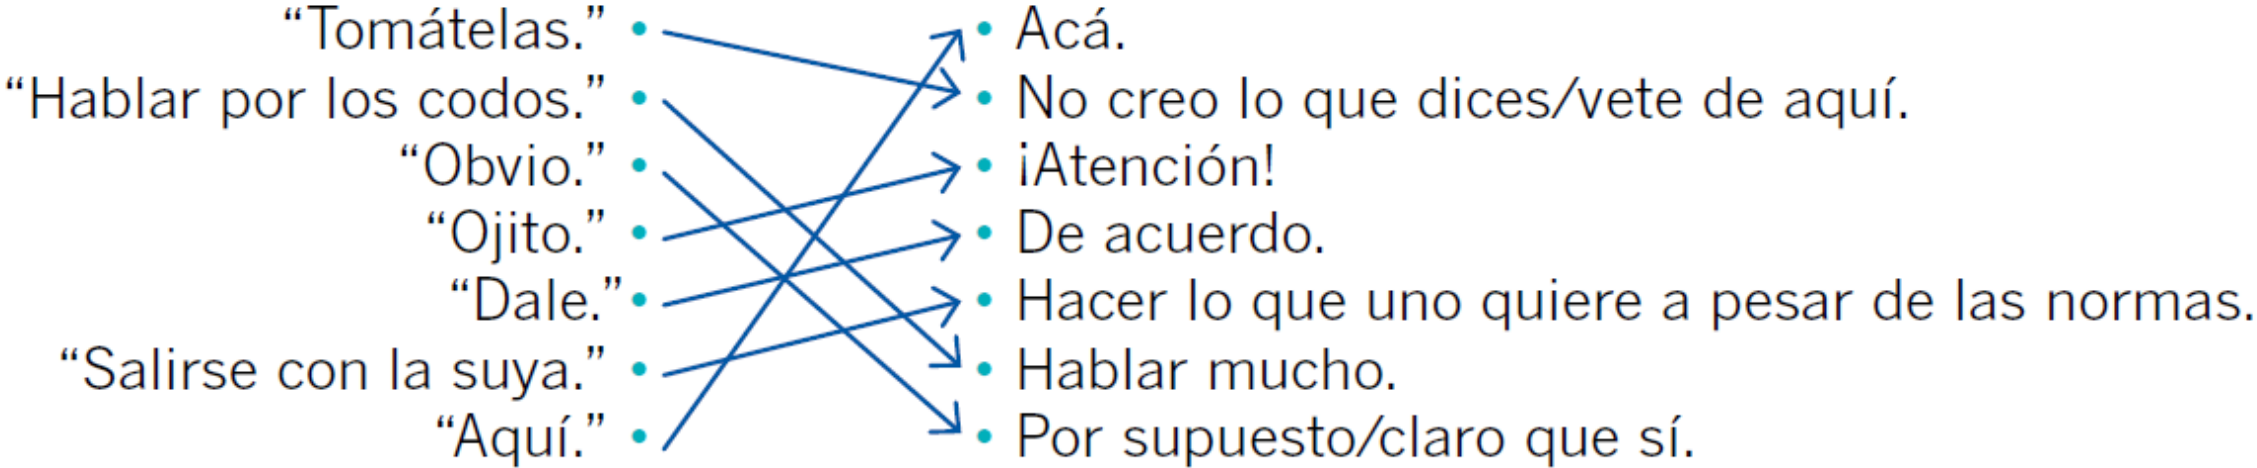 “Tomátelas.” • • Acá.
“Hablar por los codos.” • • No creo lo que dices/vete de aquí.
“Obvio.” • • ¡Atención!
“Ojito.” • • De acuerdo.
“Dale.” • • Hacer lo que uno quiere a pesar de las normas.
“Salirse con la suya.” • • Hablar mucho.
“Aquí.” • • Por supuesto/claro que sí.